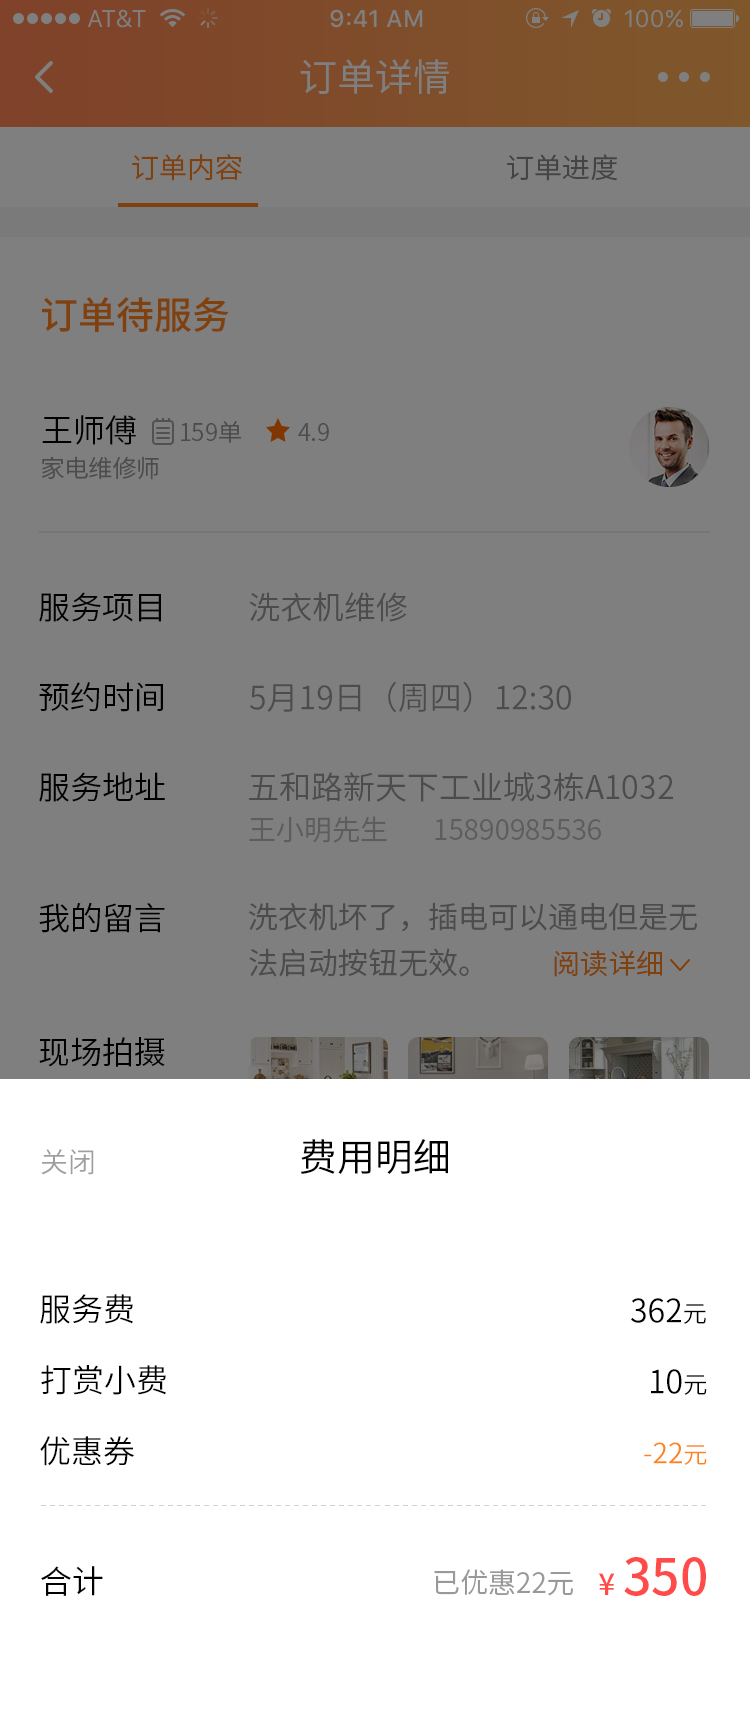 AT&T 9:41 AM 100%
订单详情
订单内容 订单进度
订单待服务
王师傅 159单 4.9
家电维修师
服务项目 洗衣机维修
预约时间 5月19日（周四）12:30
服务地址 五和路新天下工业城3栋A1032
王小明先生 15890985536
我的留言 洗衣机坏了，插电可以通电但是无
法启动按钮无效。 阅读详细
现场拍摄
关闭 费用明细
服务费 362元
打赏小费 10元
优惠券 -22元
合计 已优惠22元 ¥350